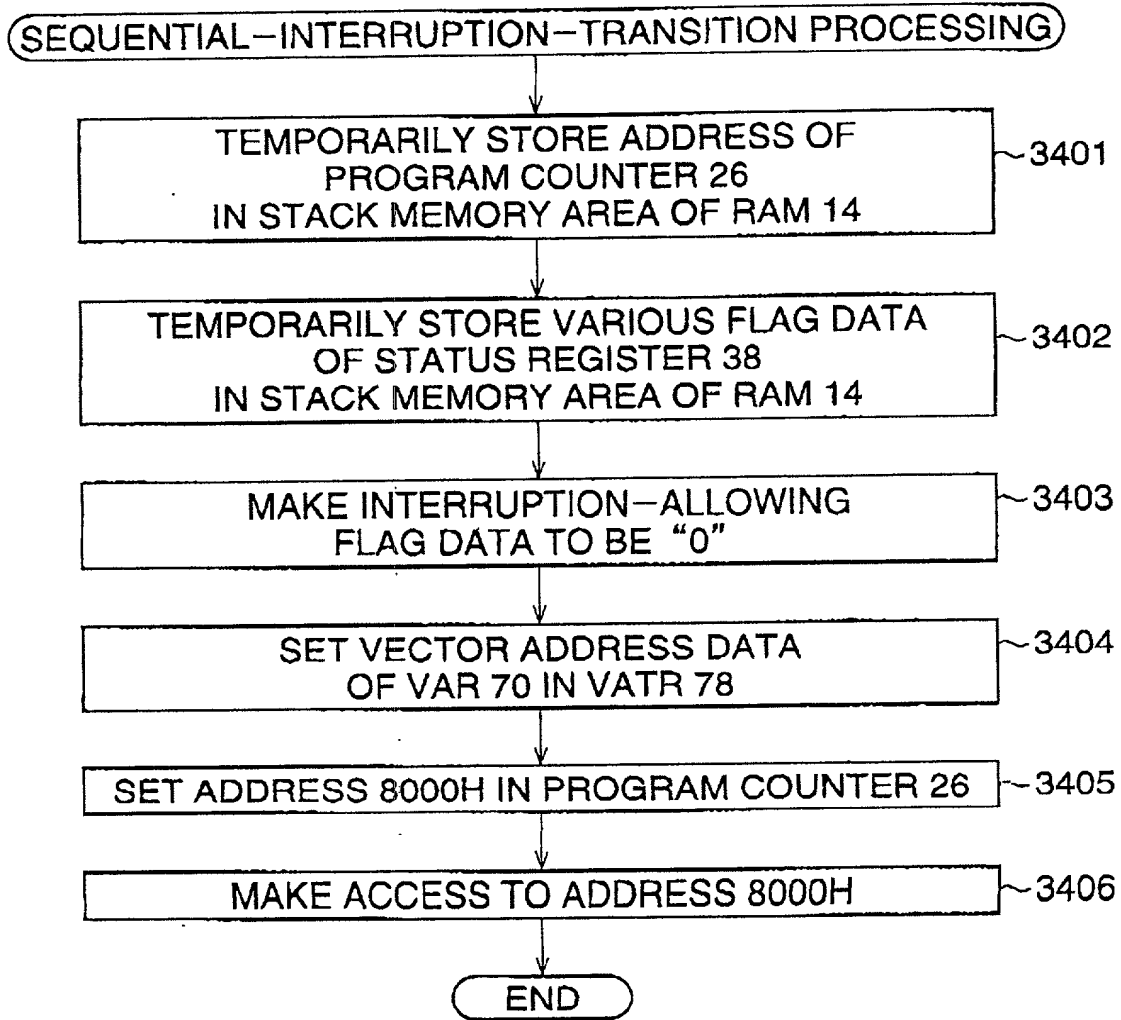 SEQUENTIAL–INTERRUPTION–TRANSITION PROCESSING
TEMPORARILY STORE ADDRESS OF
PROGRAM COUNTER 26
IN STACK MEMORY AREA OF RAM 14
3401
TEMPORARILY STORE VARIOUS FLAG DATA
OF STATUS REGISTER 38
IN STACK MEMORY AREA OF RAM 14
3402
MAKE INTERRUPTION–ALLOWING
FLAG DATA TO BE “0”
3403
SET VECTOR ADDRESS DATA
OF VAR 70 IN VATR 78
3404
SET ADDRESS 8000H IN PROGRAM COUNTER 26
3405
MAKE ACCESS TO ADDRESS 8000H
3406
END